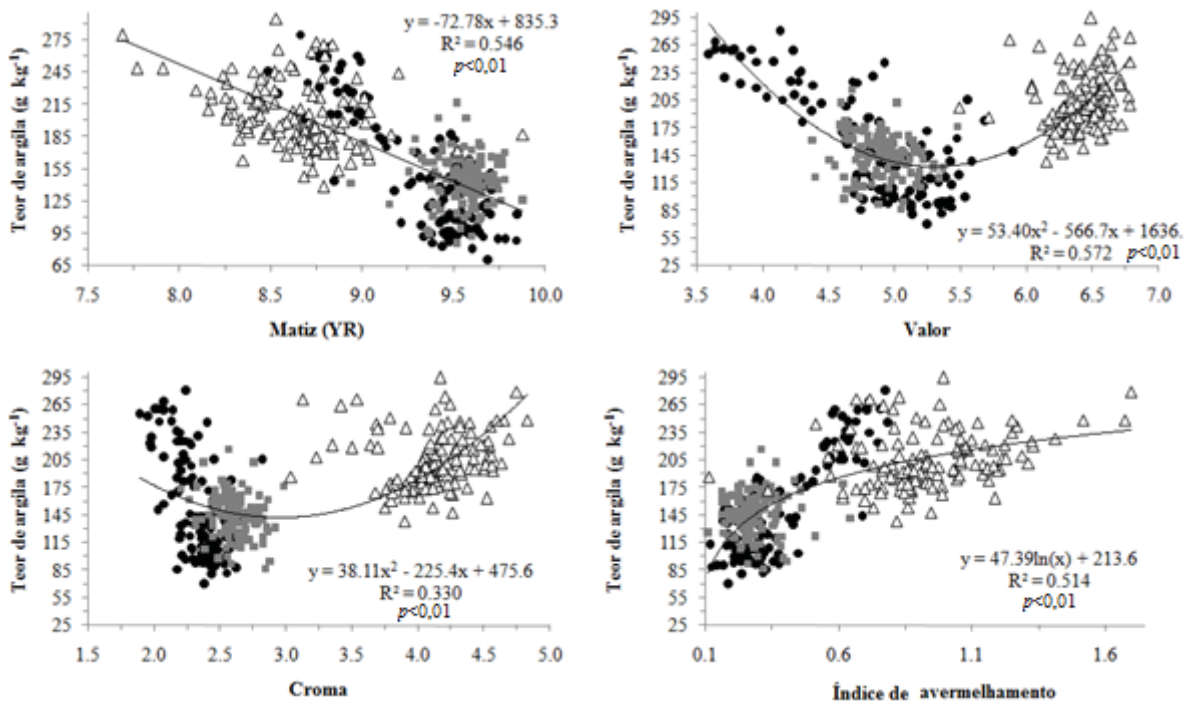 Teor de argila (g kg⁻¹)
295
275
245
215
185
155
125
95
65
y = -72.78x + 835.3
R² = 0.546
p<0,01
7.5 8.0 8.5 9.0 9.5 10.0
Matiz (YR)
Teor de argila (g kg⁻¹)
295
265
235
205
175
145
115
85
55
25
y = 53.40x² - 566.7x + 1636.
R² = 0.572 p<0,01
3.5 4.0 4.5 5.0 5.5 6.0 6.5 7.0
Valor
Teor de argila (g kg⁻¹)
295
265
235
205
175
145
115
85
55
25
y = 38.11x² - 225.4x + 475.6
R² = 0.330
p<0,01
1.5 2.0 2.5 3.0 3.5 4.0 4.5 5.0
Croma
Teor de argila (g kg⁻¹)
295
265
235
205
175
145
115
85
55
25
y = 47.39ln(x) + 213.6
R² = 0.514
p<0,01
0.1 0.6 1.1 1.6
Índice de avermelhamento